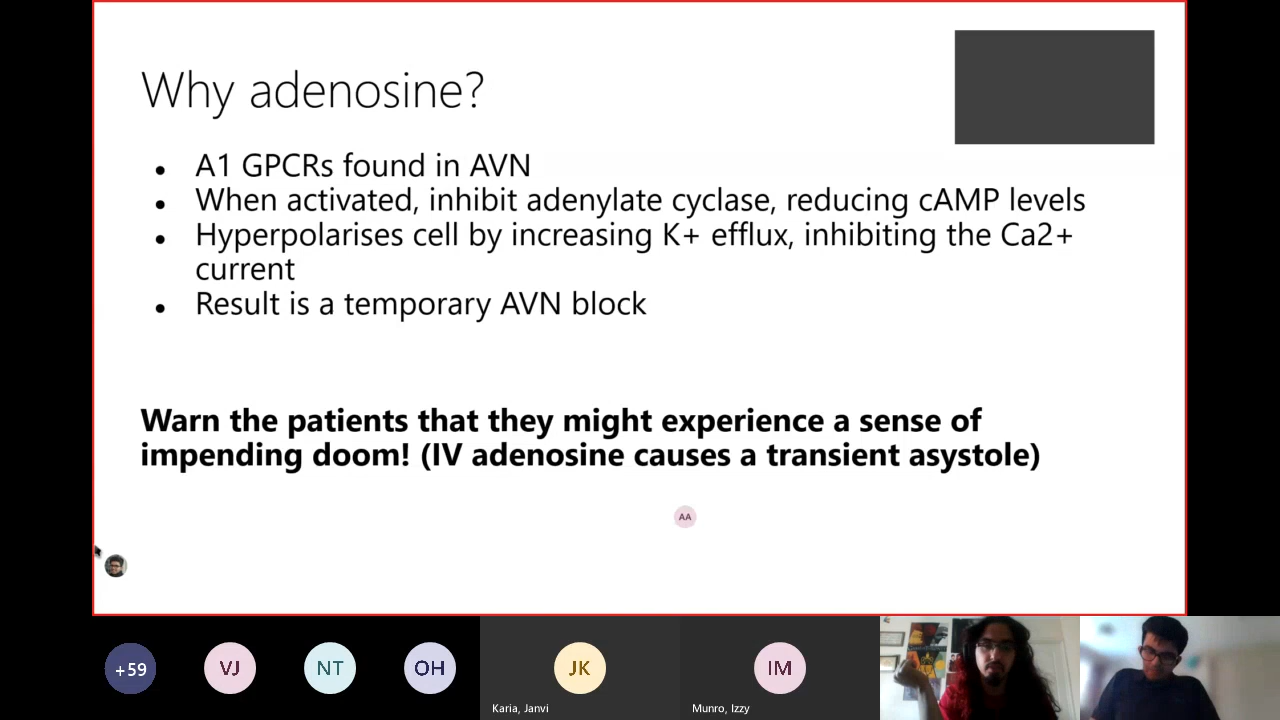 Why adenosine?
A1 GPCRs found in AVN
When activated, inhibit adenylate cyclase, reducing cAMP levels
Hyperpolarises cell by increasing K+ efflux, inhibiting the Ca2+
current
Result is a temporary AVN block
Warn the patients that they might experience a sense of
impending doom! (IV adenosine causes a transient asystole)
AA
+59
VJ
NT
OH
JK
IM
Karia, Janvi
Munro, Izzy